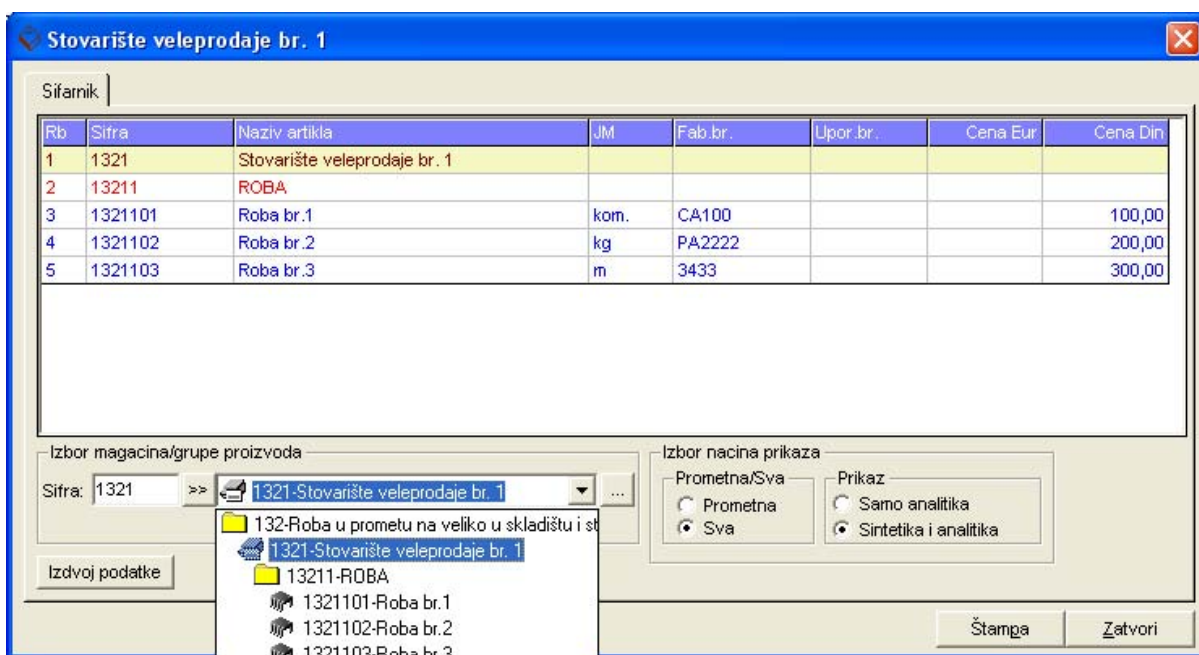 Stovarište veleprodaje br. 1
Sifarnik
Rb Sifra Naziv artikla JM Fab.br. Upor.br. Cena Eur Cena Din
1 1321 Stovarište veleprodaje br. 1
2 13211 ROBA
3 1321101 Roba br.1 kom. CA100 100,00
4 1321102 Roba br.2 kg PA2222 200,00
5 1321103 Roba br.3 m 3433 300,00
Izbor magacina/grupe proizvoda
Izbor nacina prikaza
Prometna/Sva Prikaz
Sifra: 1321 >> 1321-Stovarište veleprodaje br. 1 ...
Prometna Samo analitika
Sva Sintetika i analitika
132-Roba u prometu na veliko u skladištu i st
1321-Stovarište veleprodaje br. 1
Izdvoj podatke
13211-ROBA
1321101-Roba br.1
1321102-Roba br.2
1321103-Roba br.3
Štampa Zatvori